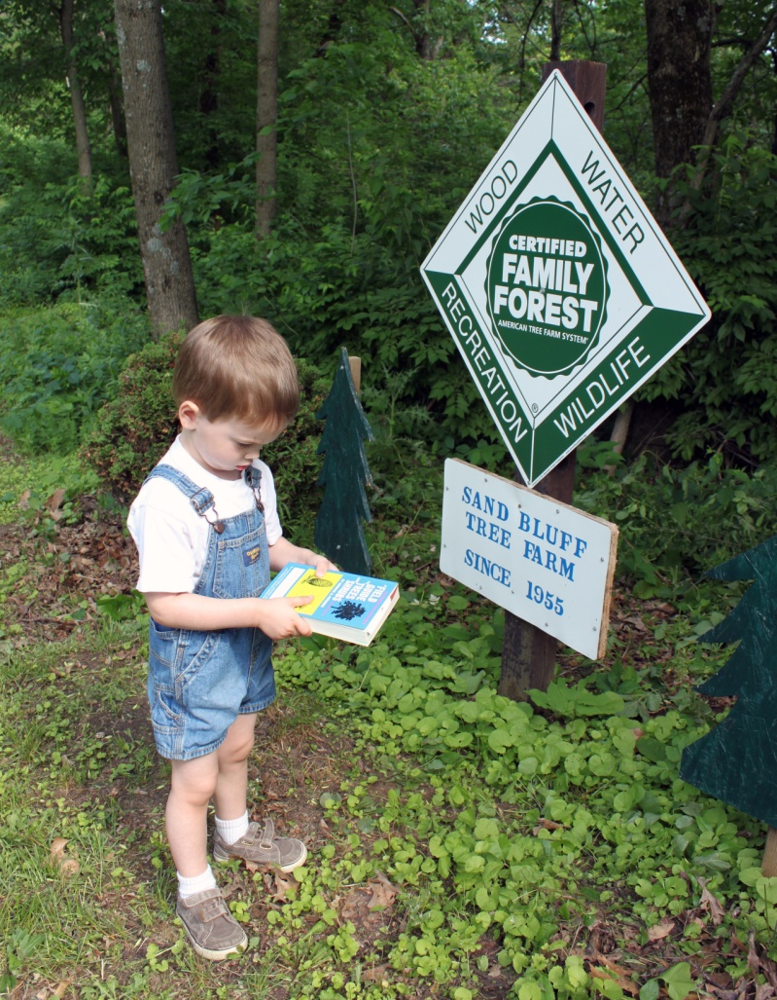 WOOD
WATER
CERTIFIED
FAMILY
FOREST
AMERICAN TREE FARM SYSTEM
RECREATION
WILDLIFE
®
SAND BLUFF
TREE FARM
SINCE 1955